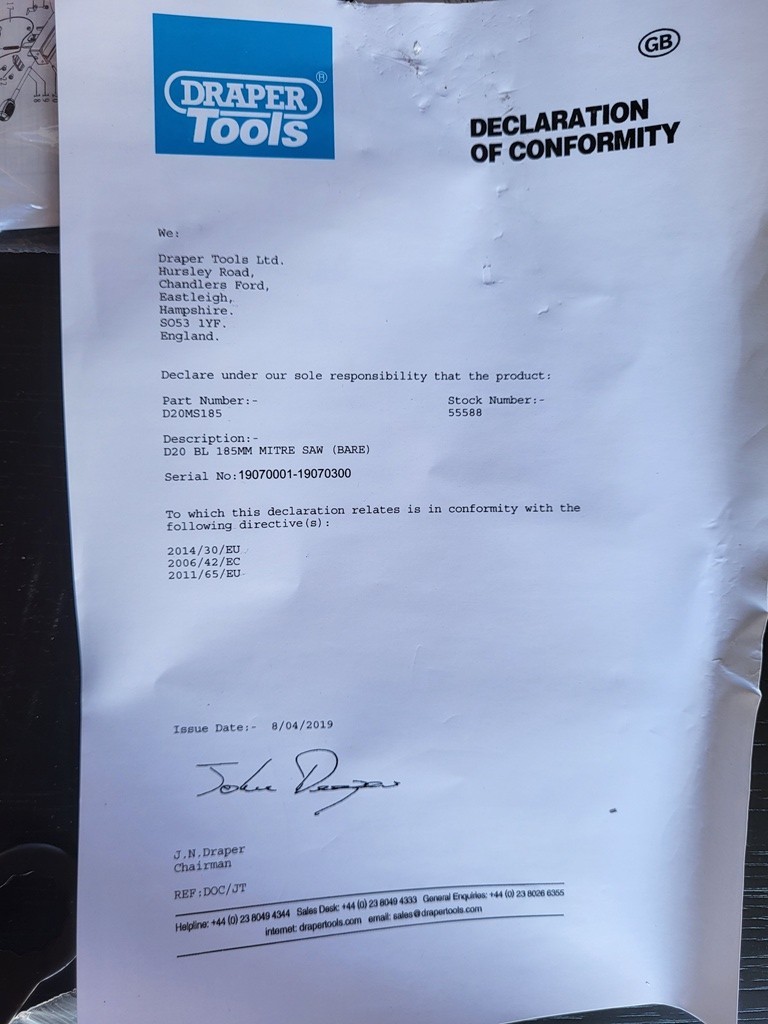 GB
DRAPER®
Tools
DECLARATION
OF CONFORMITY
We:
Draper Tools Ltd.
Hursley Road,
Chandlers Ford,
Eastleigh,
Hampshire.
SO53 1YF.
England.
Declare under our sole responsibility that the product:
Part Number:- Stock Number:-
D20MS185 55588
Description:-
D20 BL 185MM MITRE SAW (BARE)
Serial No:19070001-19070300
To which this declaration relates is in conformity with the
following directive(s):
2014/30/EU
2006/42/EC
2011/65/EU
Issue Date:- 8/04/2019
John Draper
J.N.Draper
Chairman
REF:DOC/JT
Helpline: +44 (0) 23 8049 4344 Sales Desk: +44 (0) 23 8049 4333 General Enquiries: +44 (0) 23 8026 6355
internet: drapertools.com email: sales@drapertools.com